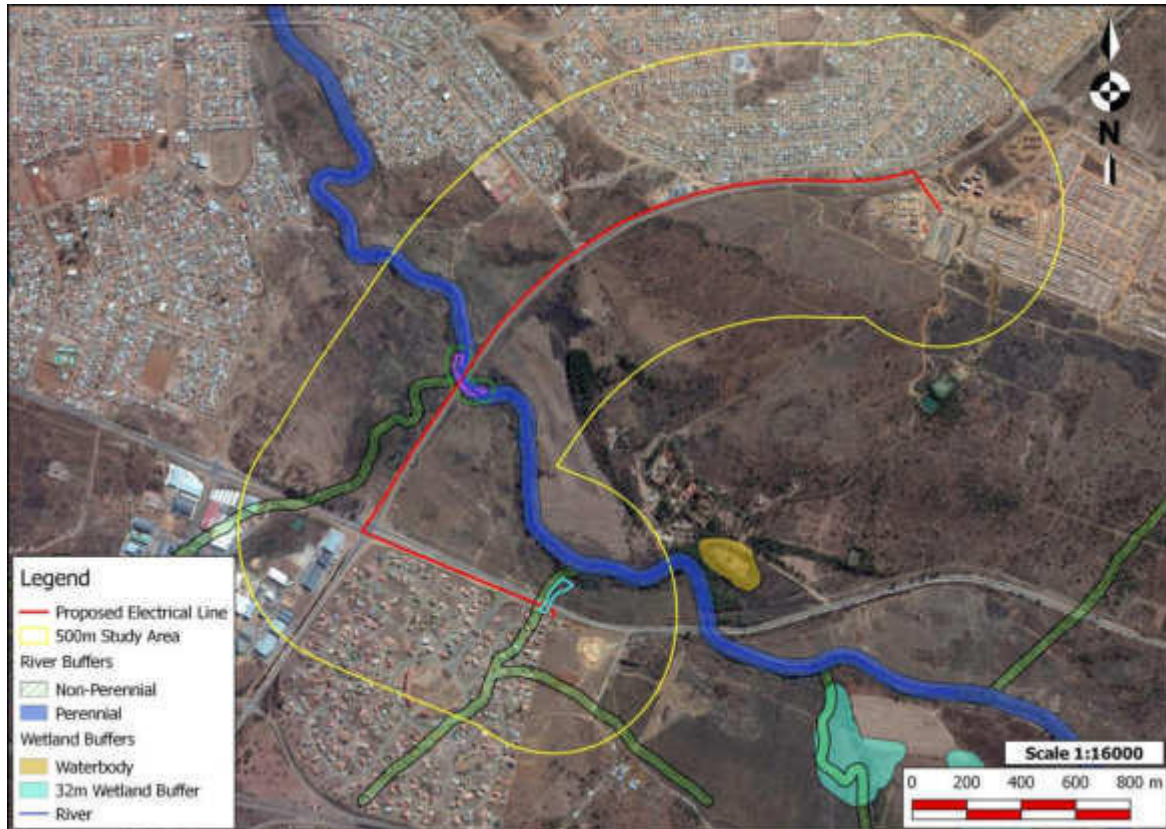 N
Legend
Proposed Electrical Line
500m Study Area
River Buffers
Non-Perennial
Perennial
Wetland Buffers
Waterbody
32m Wetland Buffer
River
Scale 1:16000
0 200 400 600 800 m